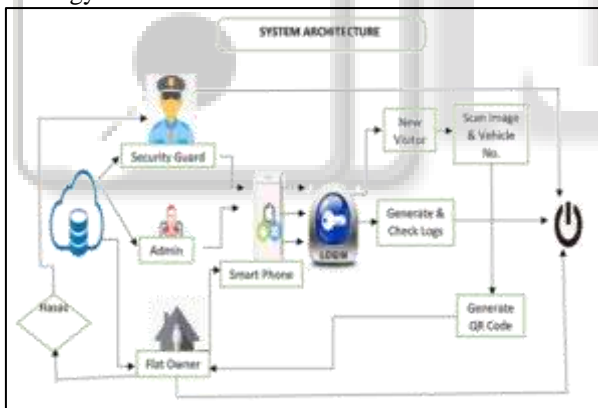 SYSTEM ARCHITECTURE
Security Guard
New
Visitor
Scan Image
& Vehicle
No.
Admin
Smart Phone
LOGIN
Generate &
Check Logs
Flat Owner
Generate
QR Code